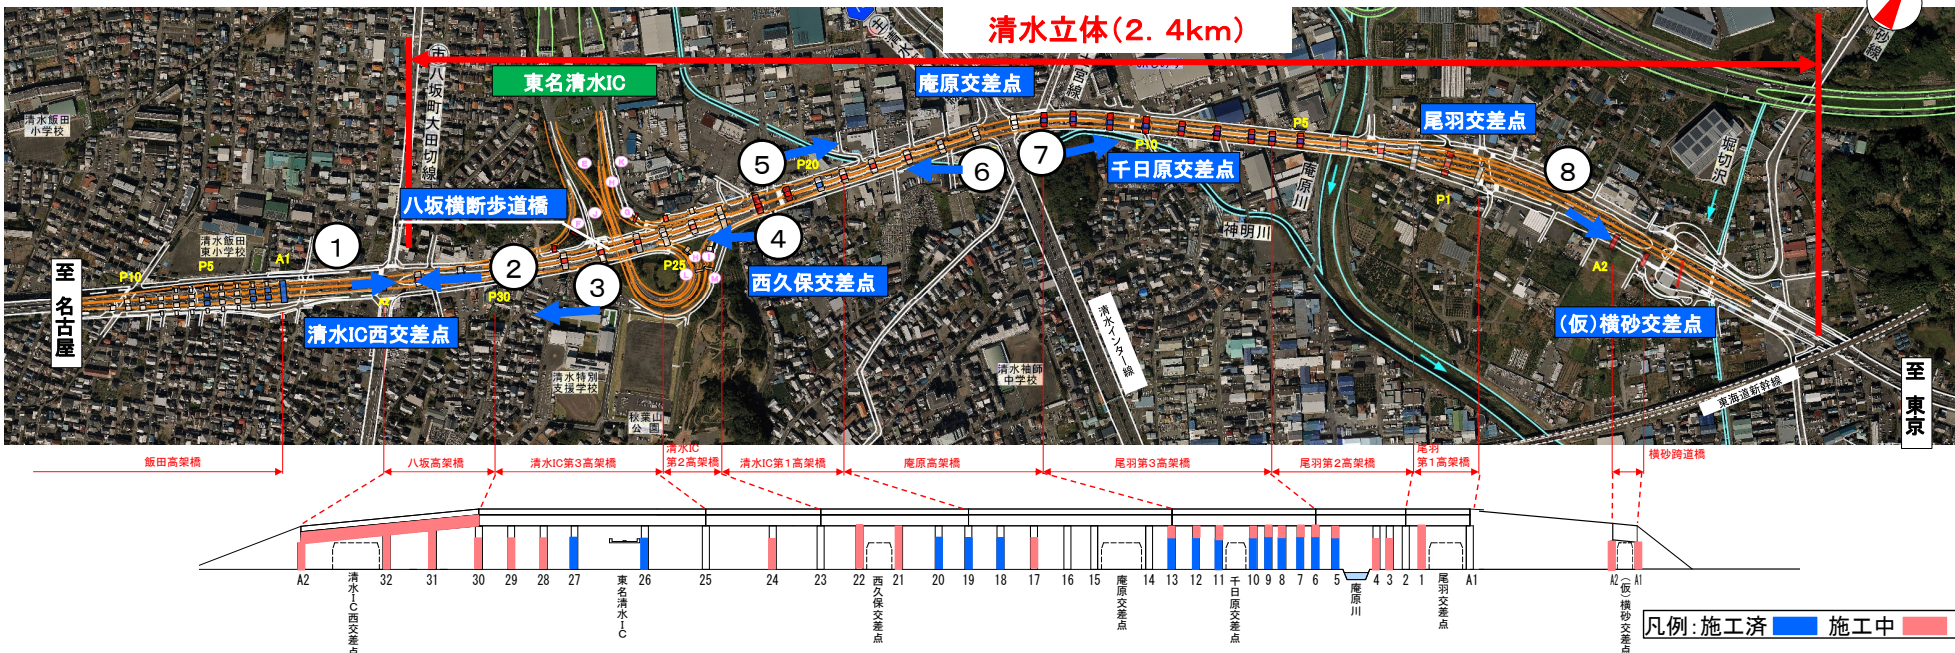 清水立体(2.4km)
東名清水IC
庵原交差点
尾羽交差点
八坂横断歩道橋
千日原交差点
西久保交差点
清水IC西交差点
(仮)横砂交差点
㊉八坂町大田切線
清水飯田
小学校
清水飯田
東小学校
清水特別
支援学校
秋葉山
公園
清水袖師
中学校
清水インター線
東海道新幹線
神明川
庵原川
堀切沢
至 名古屋
至 東京
①
②
③
④
⑤
⑥
⑦
⑧
P10
P5
A1
A2
P30
P25
P20
P10
P5
P1
A2
E
K
H
J
F
G
H
I
L
M
飯田高架橋
八坂高架橋
清水IC第3高架橋
清水IC
第2高架橋
清水IC第1高架橋
庵原高架橋
尾羽第3高架橋
尾羽第2高架橋
尾羽
第1高架橋
横砂跨道橋
A2
清水IC西交差点
32
31
30
29
28
27
東名清水IC
26
25
24
23
22
西久保交差点
21
20
19
18
17
16
15
庵原交差点
14
13
12
11
千日原交差点
10
9
8
7
6
5
庵原川
4
3
2
1
尾羽交差点
A1
A2
(仮)横砂交差点
A1
凡例:施工済 施工中